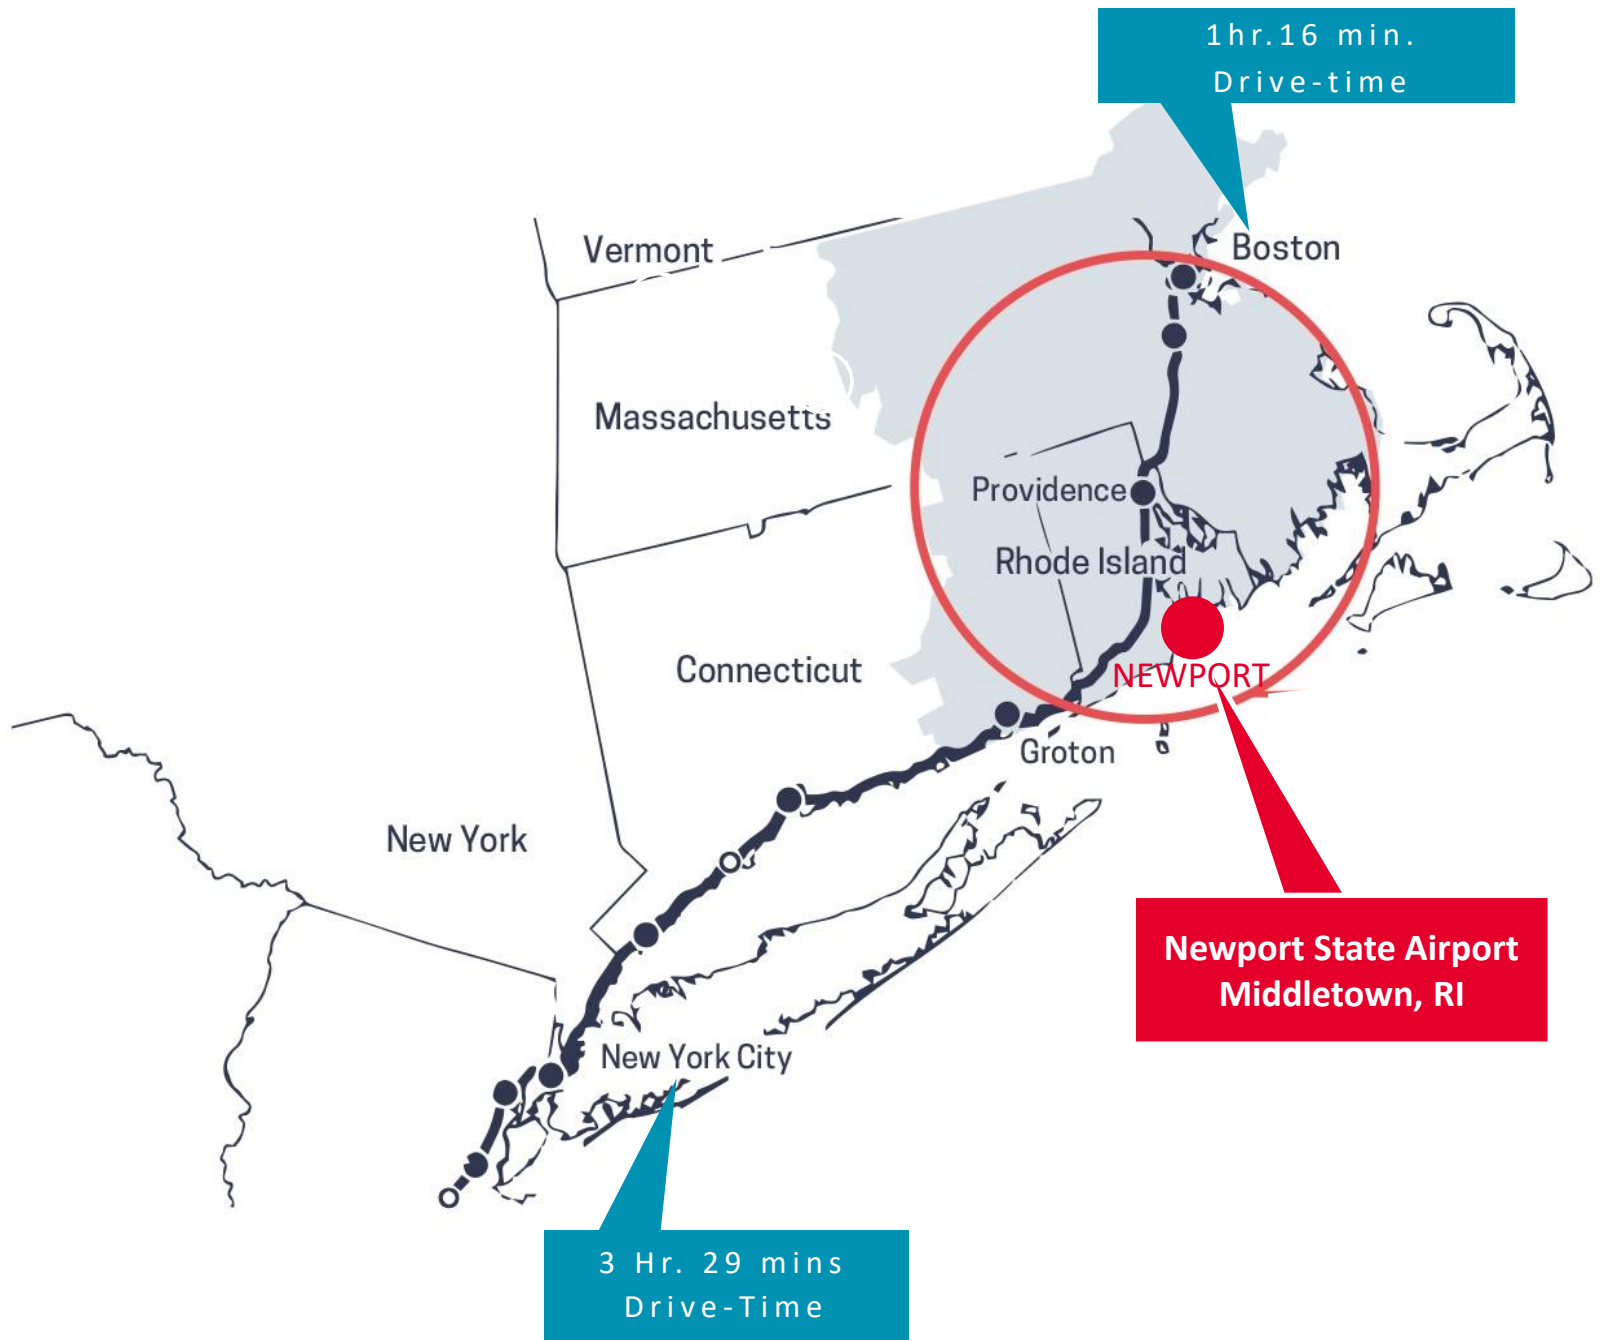 1hr.16 min.
Drive-time
Boston
Vermont
Massachusetts
Providence
Rhode Island
Connecticut
NEWPORT
Groton
New York
Newport State Airport
Middletown, RI
New York City
3 Hr. 29 mins
Drive-Time